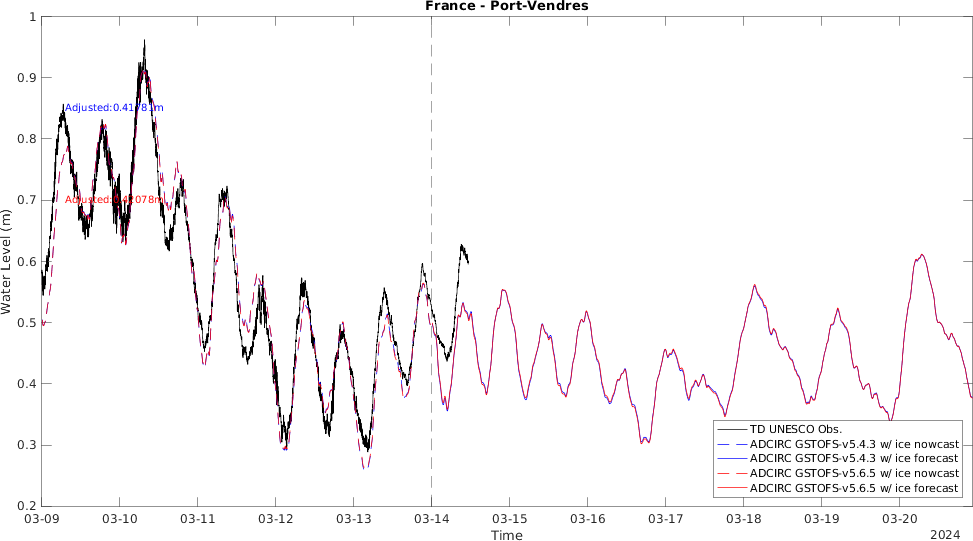 France - Port-Vendres
Water Level (m)
1
0.9
0.8
0.7
0.6
0.5
0.4
0.3
0.2
Adjusted:0.41781m
Adjusted:0.42078m
TD UNESCO Obs.
ADCIRC GSTOFS-v5.4.3 w/ ice nowcast
ADCIRC GSTOFS-v5.4.3 w/ ice forecast
ADCIRC GSTOFS-v5.6.5 w/ ice nowcast
ADCIRC GSTOFS-v5.6.5 w/ ice forecast
03-09 03-10 03-11 03-12 03-13 03-14 03-15 03-16 03-17 03-18 03-19 03-20
Time
2024